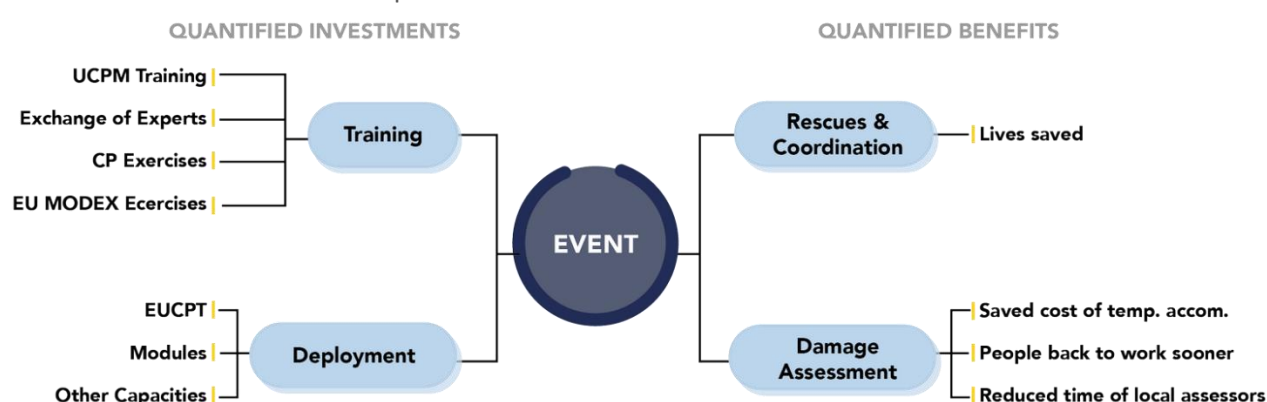 QUANTIFIED INVESTMENTS
QUANTIFIED BENEFITS
UCPM Training
Exchange of Experts
CP Exercises
EU MODEX Ecercises
Training
EUCPT
Modules
Other Capacities
Deployment
EVENT
Rescues &
Coordination
Lives saved
Damage
Assessment
Saved cost of temp. accom.
People back to work sooner
Reduced time of local assessors